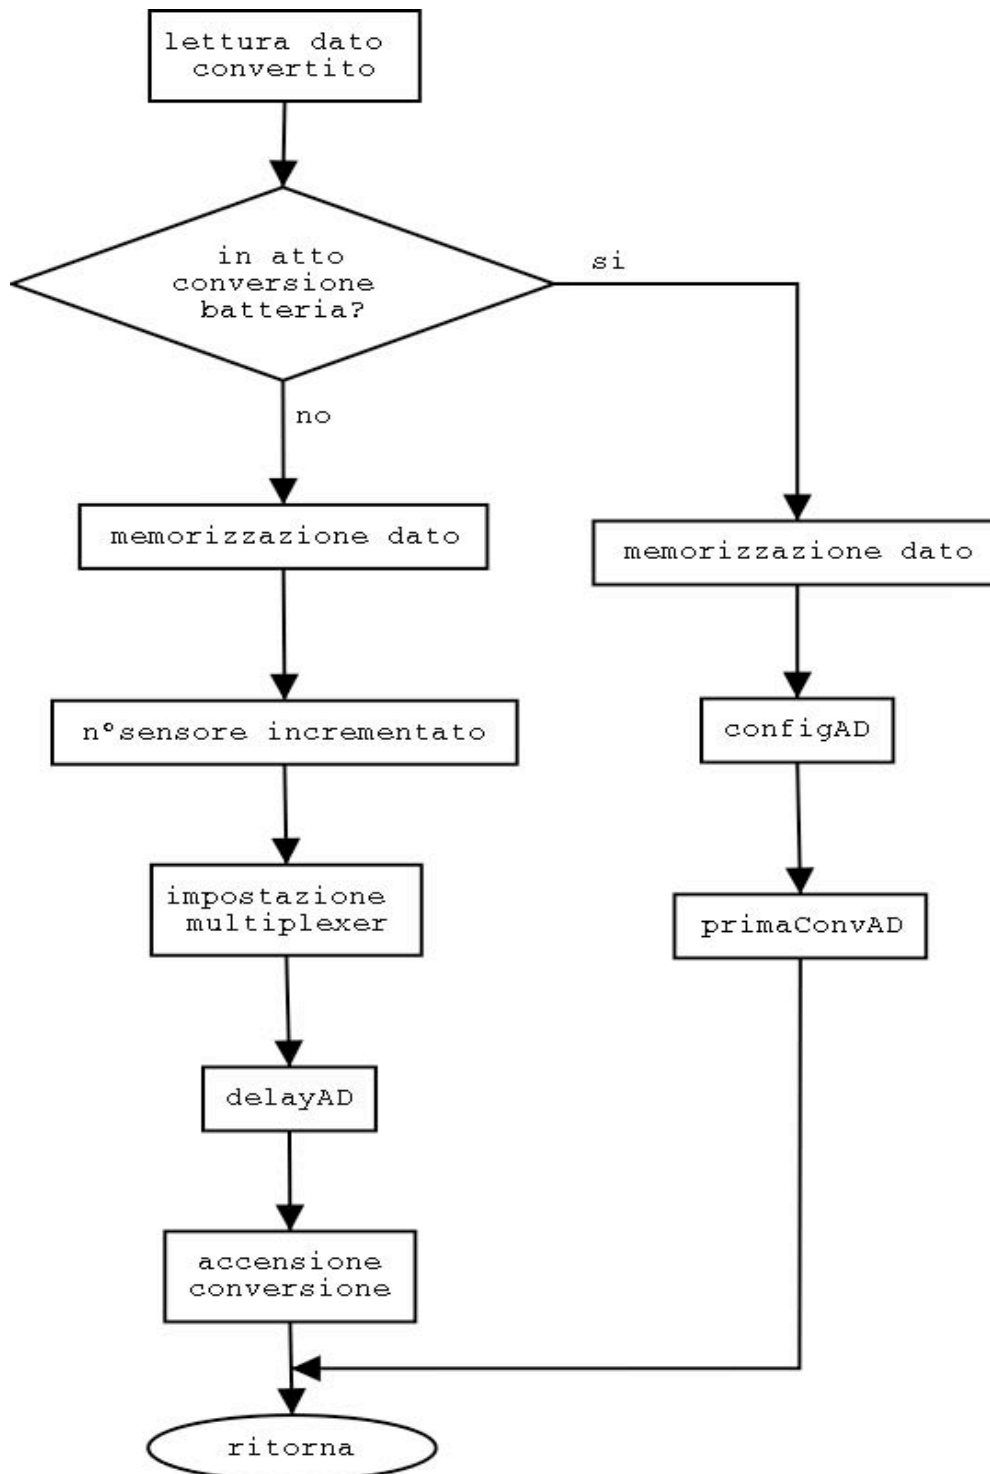 lettura dato
convertito
in atto
conversione
batteria?
si
no
memorizzazione dato
memorizzazione dato
n°sensore incrementato
configAD
impostazione
multiplexer
primaConvAD
delayAD
accensione
conversione
ritorna